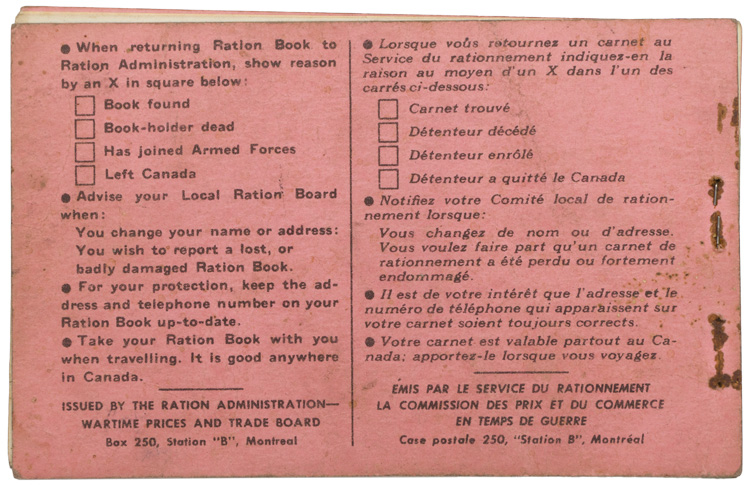 ● When returning Ration Book to
Ration Administration, show reason
by an X in square below:
Book found
Book-holder dead
Has joined Armed Forces
Left Canada
● Advise your Local Ration Board
when:
You change your name or address:
You wish to report a lost, or
badly damaged Ration Book.
● For your protection, keep the ad-
dress and telephone number on your
Ration Book up-to-date.
● Take your Ration Book with you
when travelling. It is good anywhere
in Canada.
ISSUED BY THE RATION ADMINISTRATION—
WARTIME PRICES AND TRADE BOARD
Box 250, Station "B", Montreal
● Lorsque vous retournez un carnet au
Service du rationnement indiquez-en la
raison au moyen d'un X dans l'un des
carrés ci-dessous:
Carnet trouvé
Détenteur décédé
Détenteur enrôlé
Détenteur a quitté le Canada
● Notifiez votre Comité local de ration-
nement lorsque:
Vous changez de nom ou d'adresse.
Vous voulez faire part qu'un carnet de
rationnement a été perdu ou fortement
endommagé.
● Il est de votre intérêt que l'adresse et le
numéro de téléphone qui apparaissent sur
votre carnet soient toujours corrects.
● Votre carnet est valable partout au Ca-
nada; apportez-le lorsque vous voyagez.
ÉMIS PAR LE SERVICE DU RATIONNEMENT
LA COMMISSION DES PRIX ET DU COMMERCE
EN TEMPS DE GUERRE
Case postale 250, "Station B", Montréal